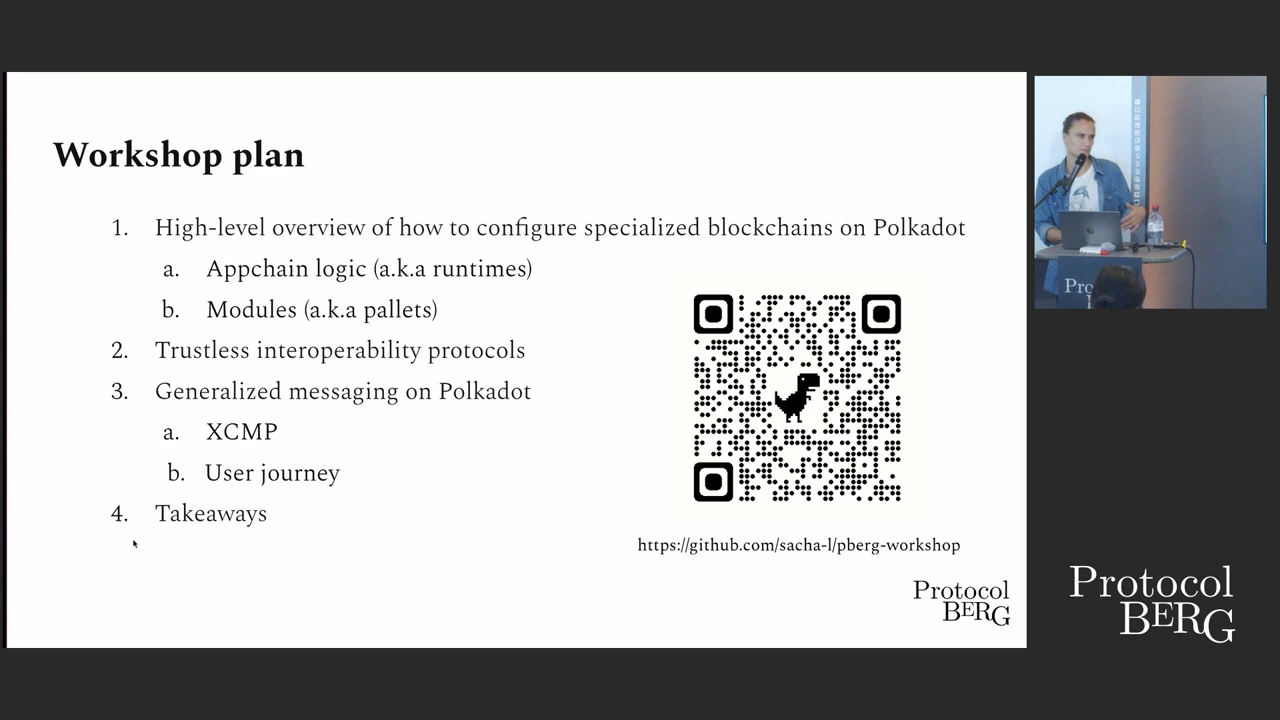 Workshop plan
1. High-level overview of how to configure specialized blockchains on Polkadot
a. Appchain logic (a.k.a runtimes)
b. Modules (a.k.a pallets)
2. Trustless interoperability protocols
3. Generalized messaging on Polkadot
a. XCMP
b. User journey
4. Takeaways
https://github.com/sacha-l/pberg-workshop
Protocol
BERG
Protocol
BERG